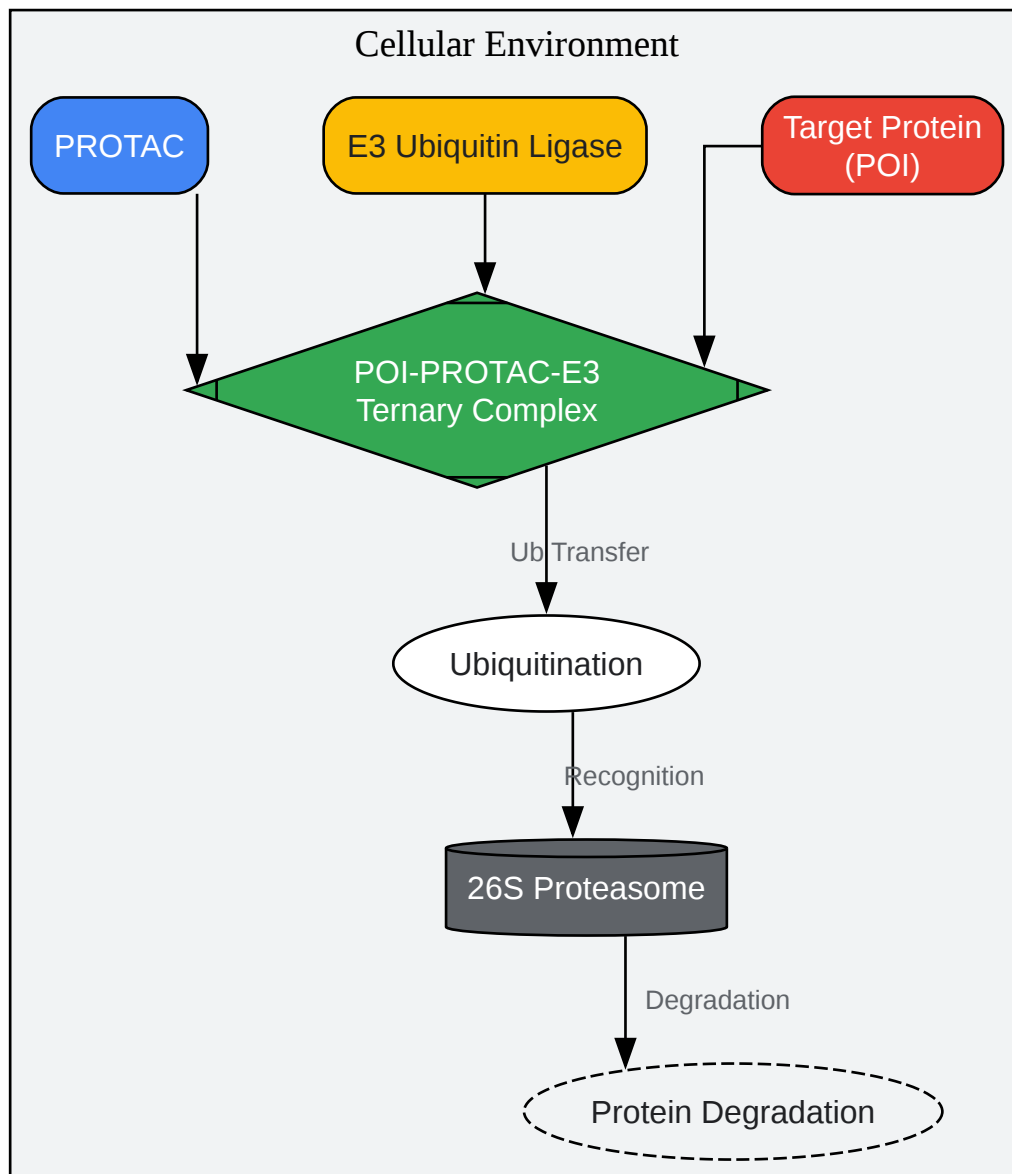 Cellular Environment
PROTAC
E3 Ubiquitin Ligase
Target Protein
(POI)
POI-PROTAC-E3
Ternary Complex
Ub Transfer
Ubiquitination
Recognition
26S Proteasome
Degradation
Protein Degradation